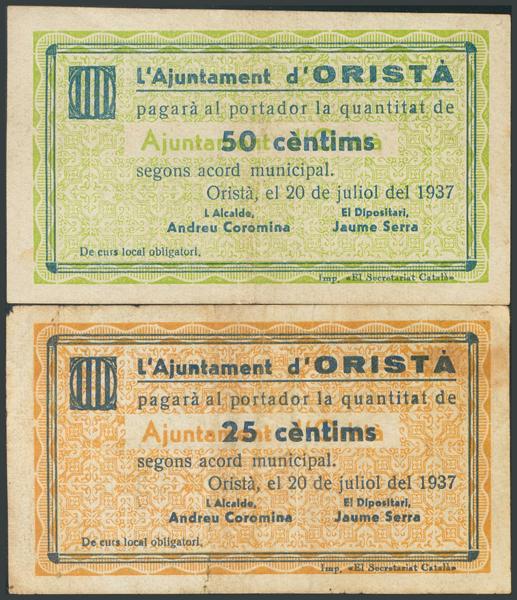 L'Ajuntament d'ORISTÀ
pagarà al portador la quantitat de
Ajuntament d'Oristà
50 cèntims
segons acord municipal.
Oristà, el 20 de juliol del 1937
L Alcalde, El Dipositari,
Andreu Coromina Jaume Serra
De curs local obligatori.
Imp. «El Secretariat Català»
L'Ajuntament d'ORISTÀ
pagarà al portador la quantitat de
Ajuntament
25 cèntims
segons acord municipal.
Oristà, el 20 de juliol del 1937
L Alcalde, El Dipositari,
Andreu Coromina Jaume Serra
De curs local obligatori.
Imp. «El Secretariat Català»